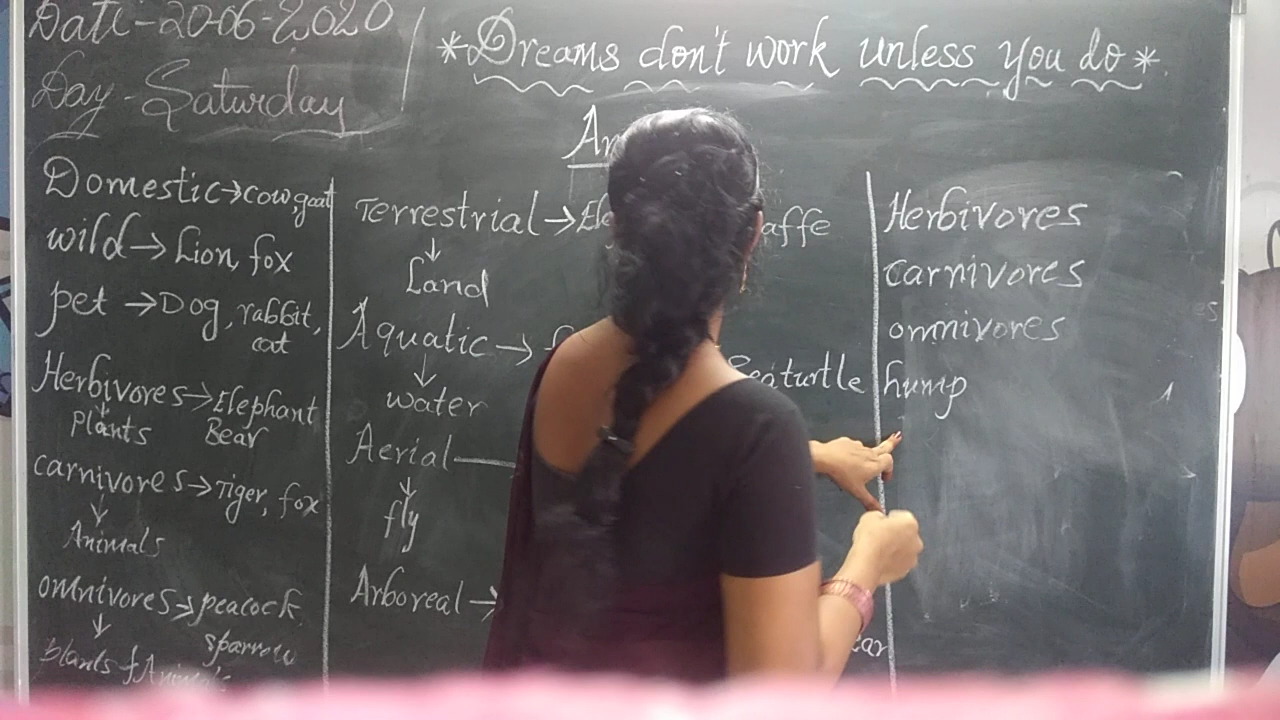 Date-20-06-2020
Day-Saturday
*Dreams don't work unless you do*
Domestic→cow,goat
wild→Lion, fox
pet→Dog, rabbit,
cat
Herbivores→Elephant
Plants Bear
carnivores→Tiger, fox
Animals
omnivores→peacock,
sparrow
plants & Animals
Terrestrial→
Land
Aquatic→
Seaturtle
water
Aerial
fly
Arboreal→
Herbivores
carnivores
omnivores
hump